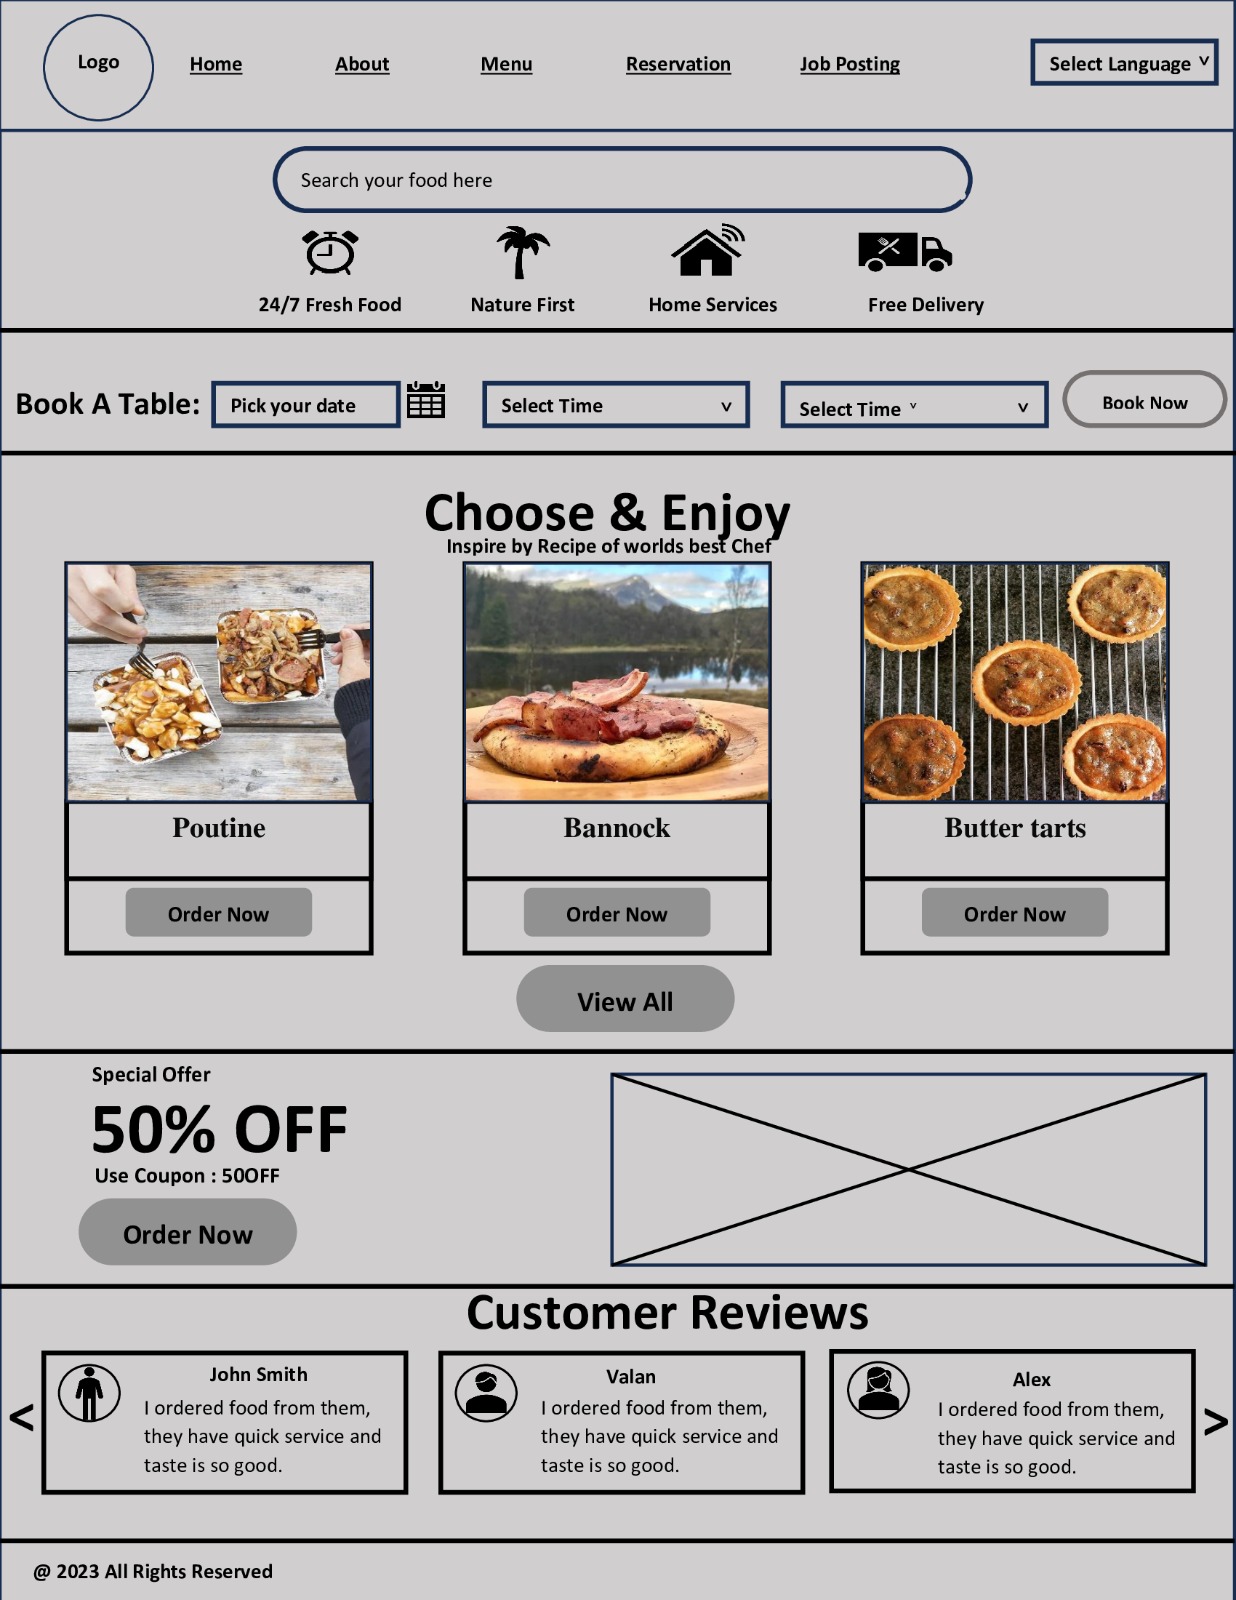 Logo
Home
About
Menu
Reservation
Job Posting
Select Language ˅
Search your food here
24/7 Fresh Food
Nature First
Home Services
Free Delivery
Book A Table:
Pick your date
Select Time ˅
Select Time ˅ ˅
Book Now
Choose & Enjoy
Inspire by Recipe of worlds best Chef
Poutine
Bannock
Butter tarts
Order Now
Order Now
Order Now
View All
Special Offer
50% OFF
Use Coupon : 50OFF
Order Now
Customer Reviews
<
John Smith
I ordered food from them,
they have quick service and
taste is so good.
Valan
I ordered food from them,
they have quick service and
taste is so good.
Alex
I ordered food from them,
they have quick service and
taste is so good.
>
@ 2023 All Rights Reserved